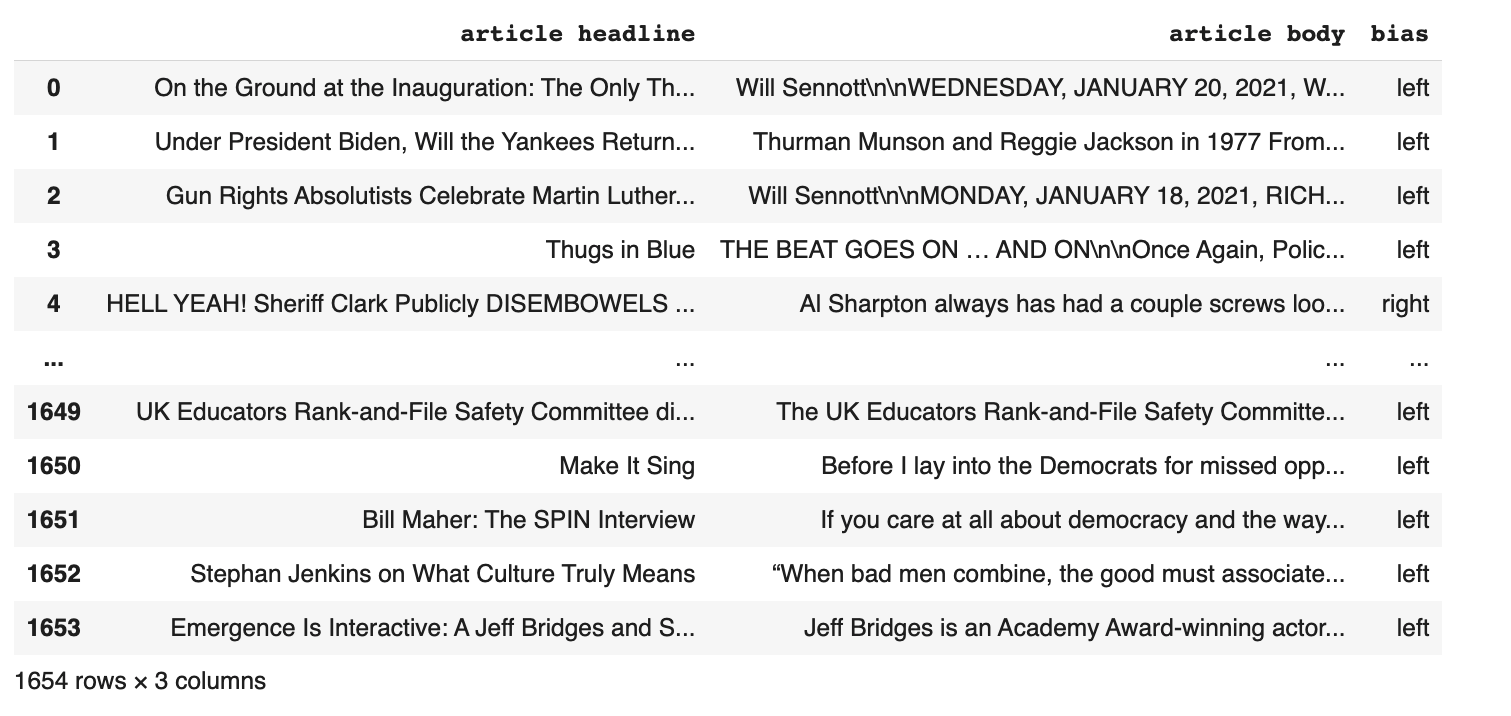 article headline article body bias
0 On the Ground at the Inauguration: The Only Th... Will Sennott\n\nWEDNESDAY, JANUARY 20, 2021, W... left
1 Under President Biden, Will the Yankees Return... Thurman Munson and Reggie Jackson in 1977 From... left
2 Gun Rights Absolutists Celebrate Martin Luther... Will Sennott\n\nMONDAY, JANUARY 18, 2021, RICH... left
3 Thugs in Blue THE BEAT GOES ON … AND ON\n\nOnce Again, Polic... left
4 HELL YEAH! Sheriff Clark Publicly DISEMBOWELS ... Al Sharpton always has had a couple screws loo... right
... ... ... ...
1649 UK Educators Rank-and-File Safety Committee di... The UK Educators Rank-and-File Safety Committe... left
1650 Make It Sing Before I lay into the Democrats for missed opp... left
1651 Bill Maher: The SPIN Interview If you care at all about democracy and the way... left
1652 Stephan Jenkins on What Culture Truly Means “When bad men combine, the good must associate... left
1653 Emergence Is Interactive: A Jeff Bridges and S... Jeff Bridges is an Academy Award-winning actor... left
1654 rows × 3 columns